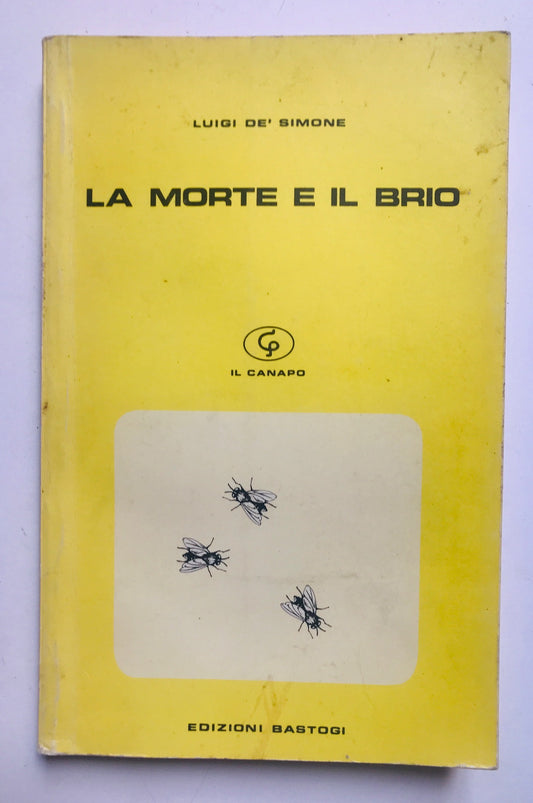 LUIGI DE' SIMONE
LA MORTE E IL BRIO
IL CANAPO
EDIZIONI BASTOGI